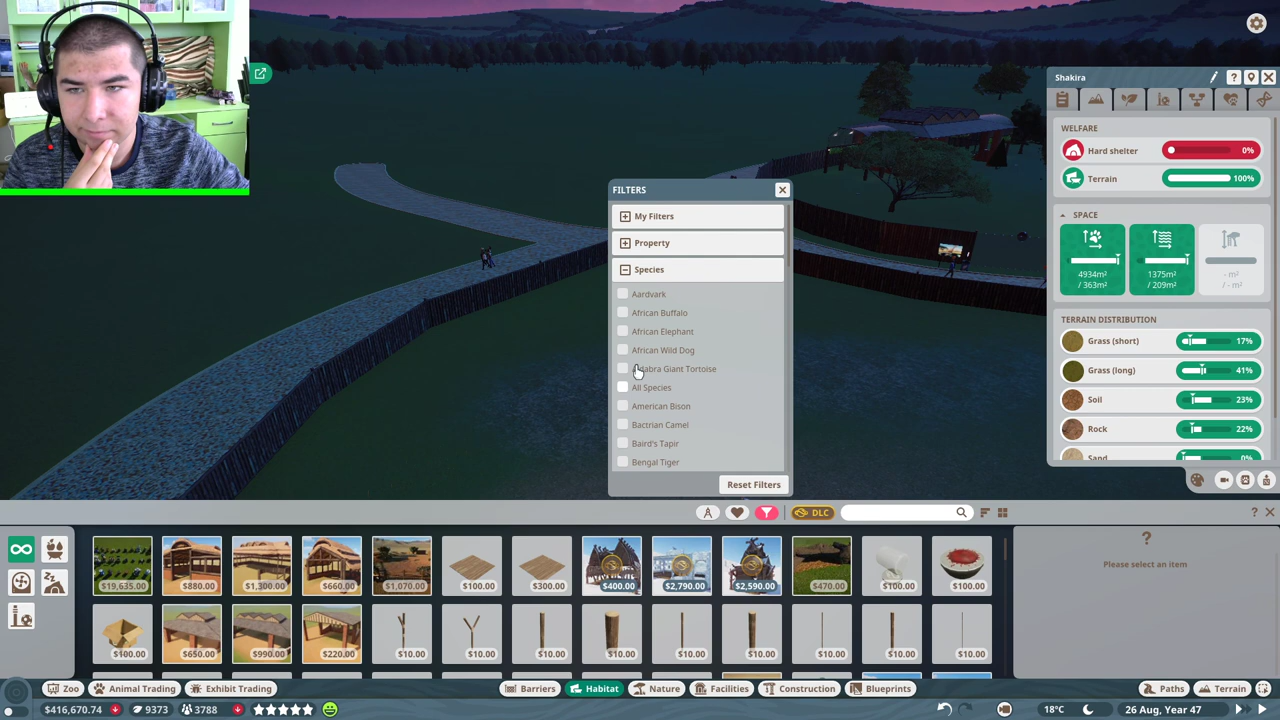 Shakira
WELFARE
Hard shelter 0%
Terrain 100%
SPACE
4934m² / 363m²
1375m² / 209m²
- m² / - m²
TERRAIN DISTRIBUTION
Grass (short) 17%
Grass (long) 41%
Soil 23%
Rock 22%
Sand 0%
FILTERS
My Filters
Property
Species
Aardvark
African Buffalo
African Elephant
African Wild Dog
abra Giant Tortoise
All Species
American Bison
Bactrian Camel
Baird's Tapir
Bengal Tiger
Reset Filters
DLC
$19,635.00 $880.00 $1,300.00 $660.00 $1,070.00 $100.00 $300.00 $400.00 $2,790.00 $2,590.00 $470.00 $100.00 $100.00
$100.00 $650.00 $990.00 $220.00 $10.00 $10.00 $10.00 $10.00 $10.00 $10.00 $10.00 $10.00 $10.00
?
Please select an item
Zoo Animal Trading Exhibit Trading Barriers Habitat Nature Facilities Construction Blueprints Paths Terrain
$416,670.74 9373 3788 18°C 26 Aug, Year 47